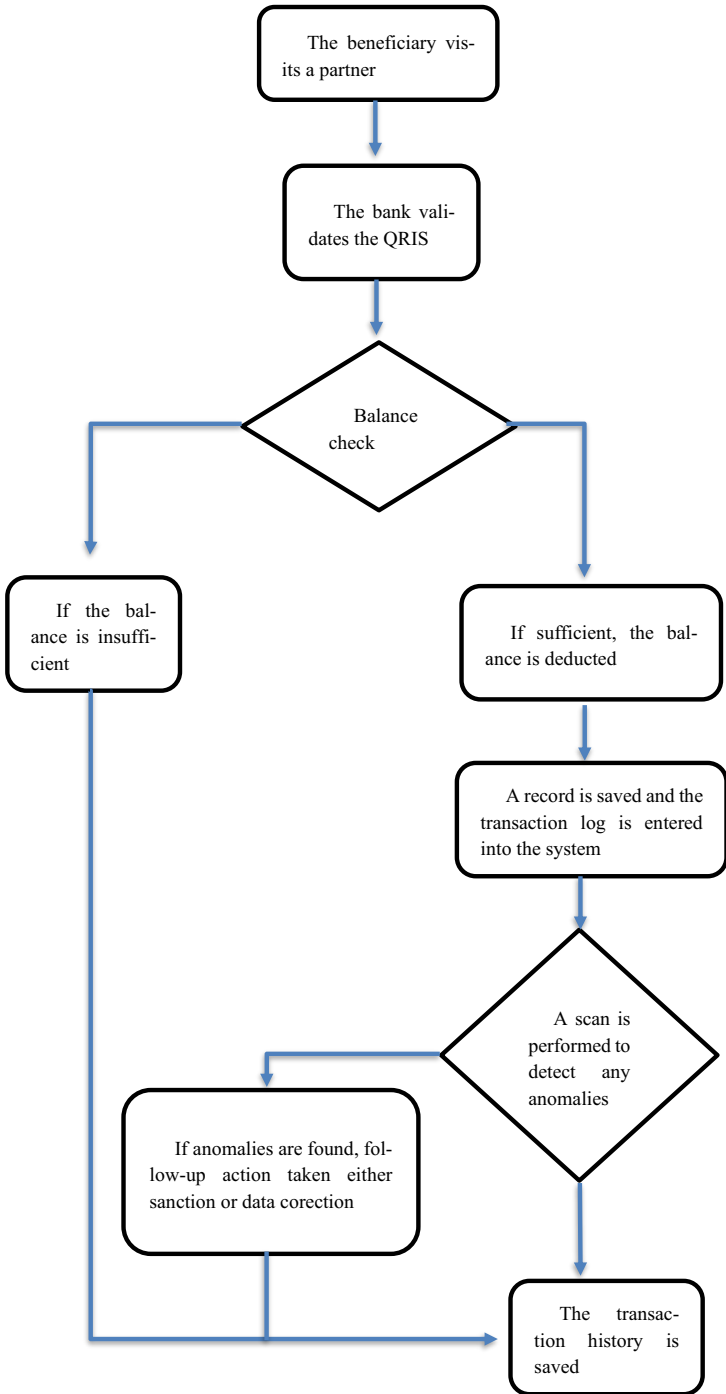 The beneficiary vis-
its a partner
The bank vali-
dates the QRIS
Balance
check
If the bal-
ance is insuffi-
cient
If sufficient, the bal-
ance is deducted
A record is saved and the
transaction log is entered
into the system
A scan is
performed to
detect any
anomalies
If anomalies are found, fol-
low-up action taken either
sanction or data corection
The transac-
tion history is
saved